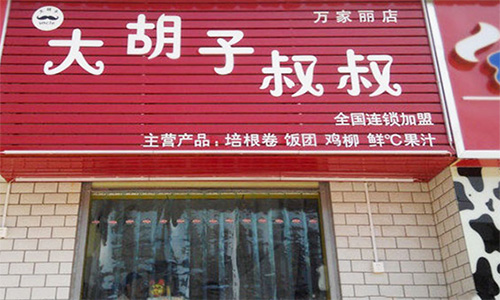 万家丽店
大胡子叔叔
全国连锁加盟
主营产品：培根卷 饭团 鸡柳 鲜℃果汁